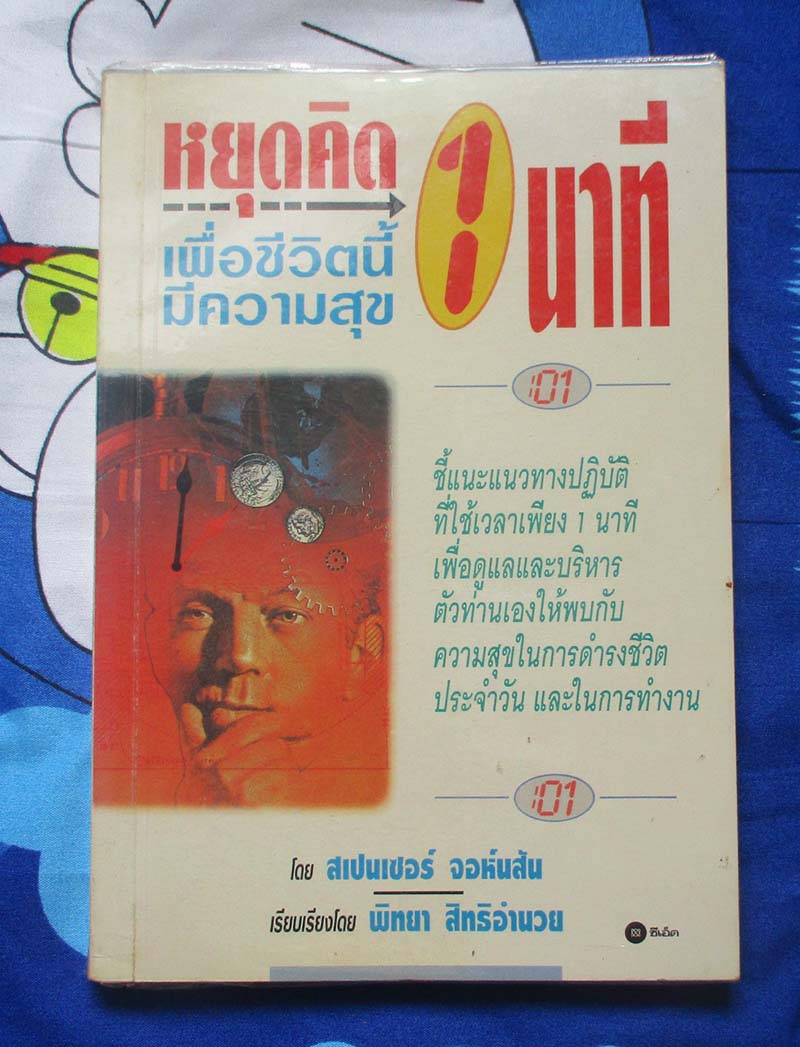 หยุดคิด 1 นาที
เพื่อชีวิตนี้
มีความสุข
:01
ชี้แนะแนวทางปฏิบัติ
ที่ใช้เวลาเพียง 1 นาที
เพื่อดูแลและบริหาร
ตัวท่านเองให้พบกับ
ความสุขในการดำรงชีวิต
ประจำวัน และในการทำงาน
:01
โดย สเปนเซอร์ จอห์นสัน
เรียบเรียงโดย พิทยา สิทธิอำนวย
ซีเอ็ด